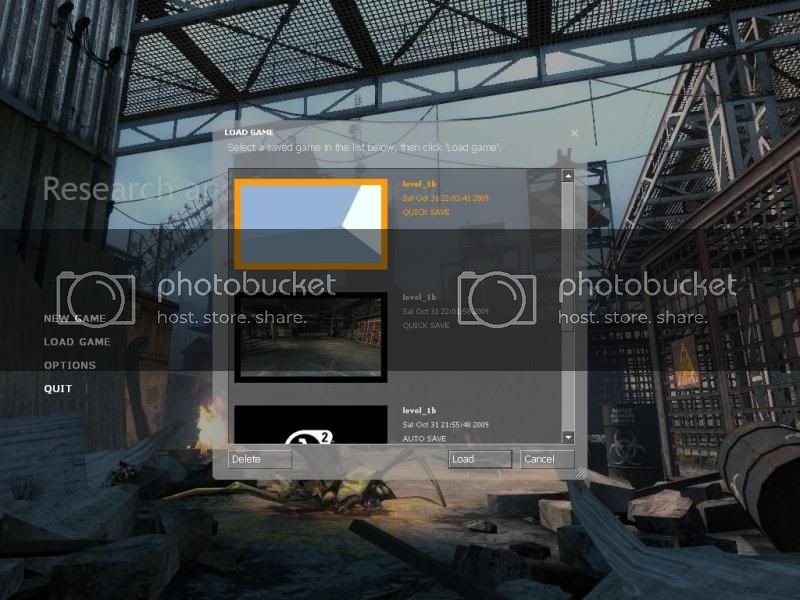 LOAD GAME
Select a saved game in the list below, then click 'Load game'.
Research a
level_1b
Sat Oct 31 22:03:41 2009
QUICK SAVE
level_1b
QUICK SAVE
level_1b
Sat Oct 31 21:55:48 2009
AUTO SAVE
2
Delete
Load
Cancel
NEW GAME
LOAD GAME
OPTIONS
QUIT
photobucket
host. store. share.
photobucket
host. store. share.